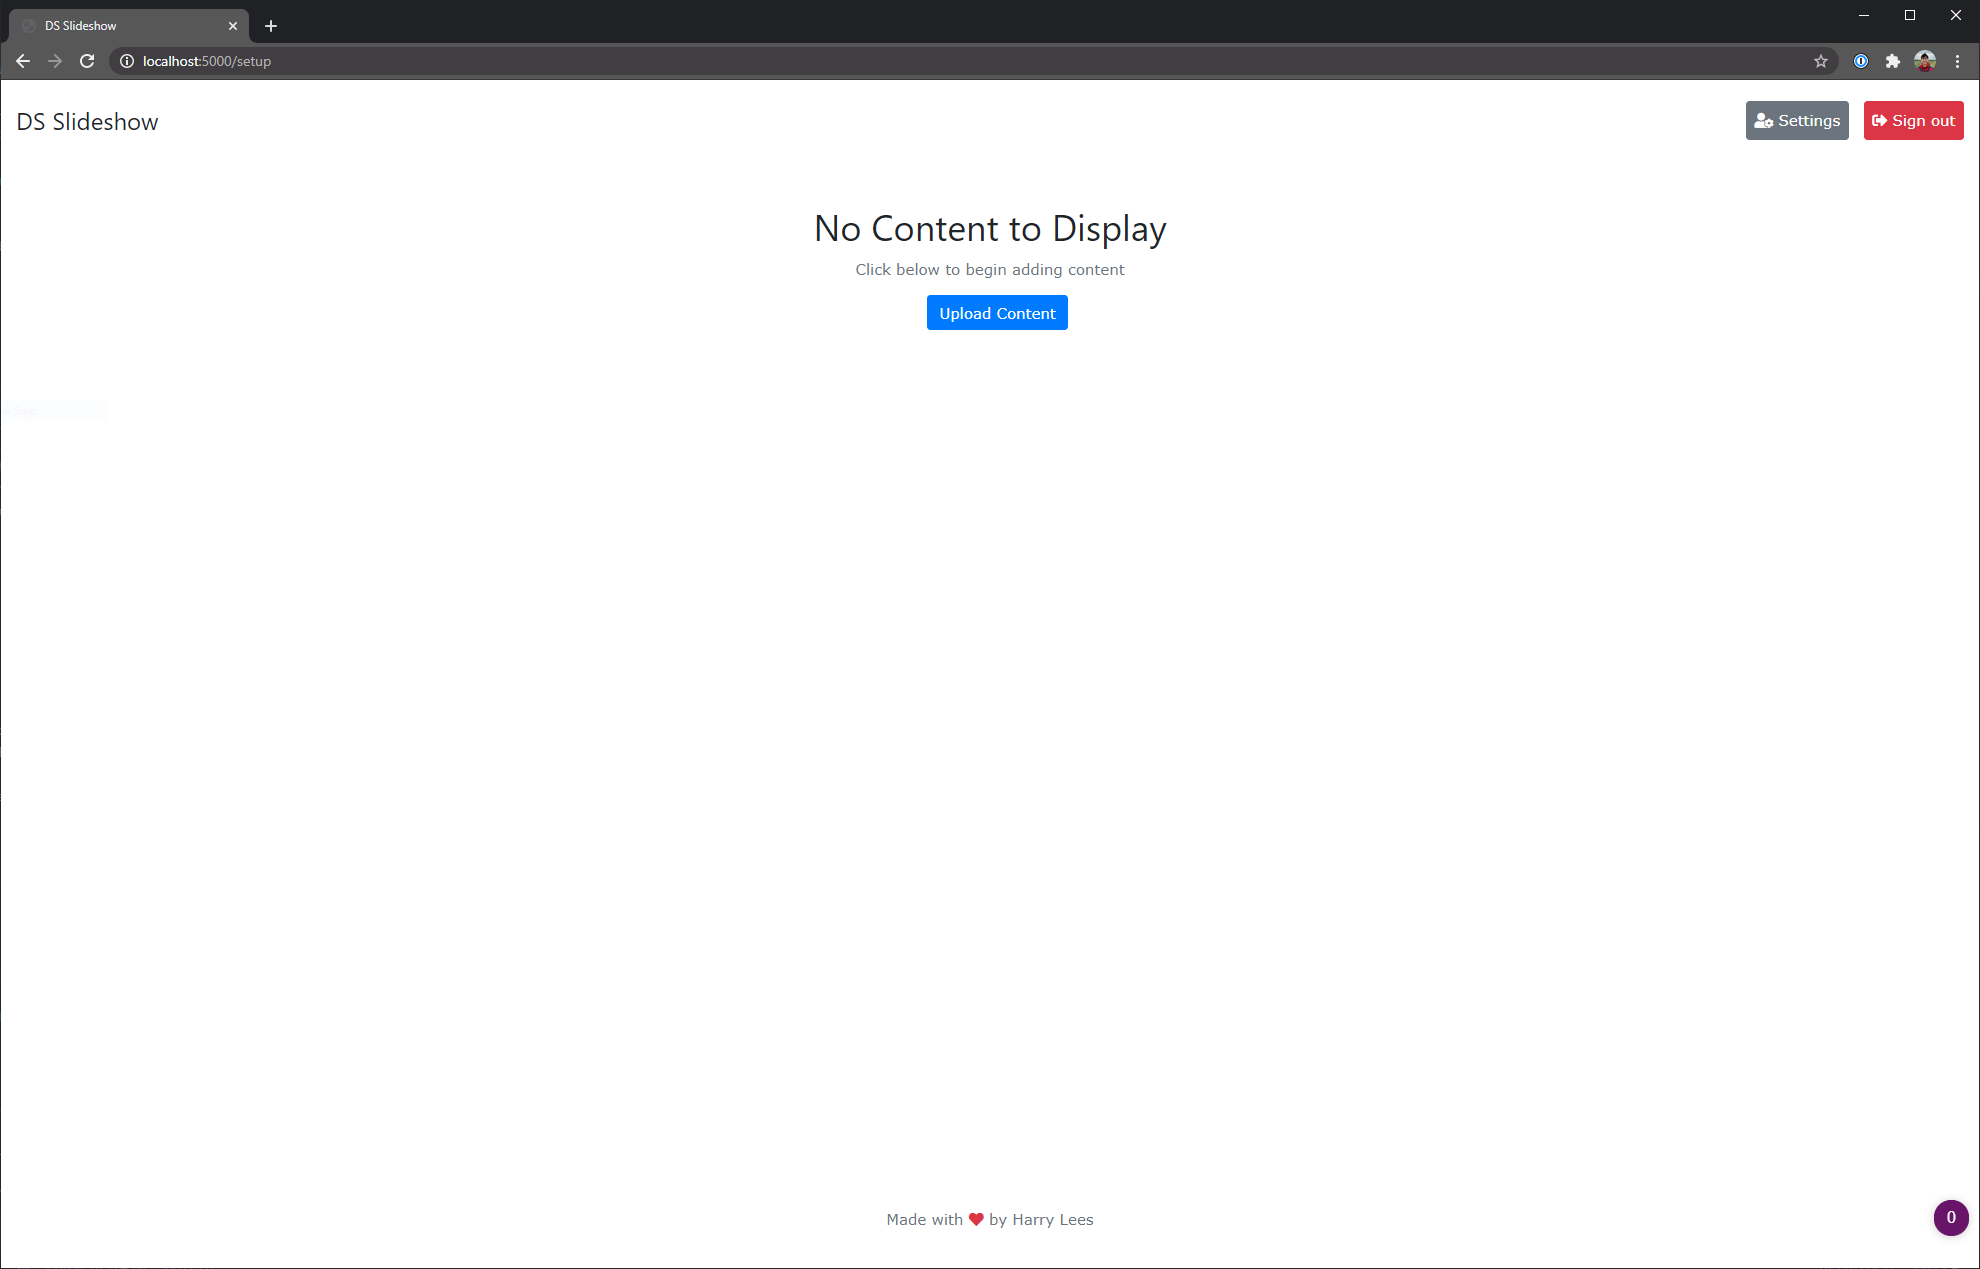 DS Slideshow
localhost:5000/setup
DS Slideshow
Settings
Sign out
No Content to Display
Click below to begin adding content
Upload Content
Made with ❤ by Harry Lees
0